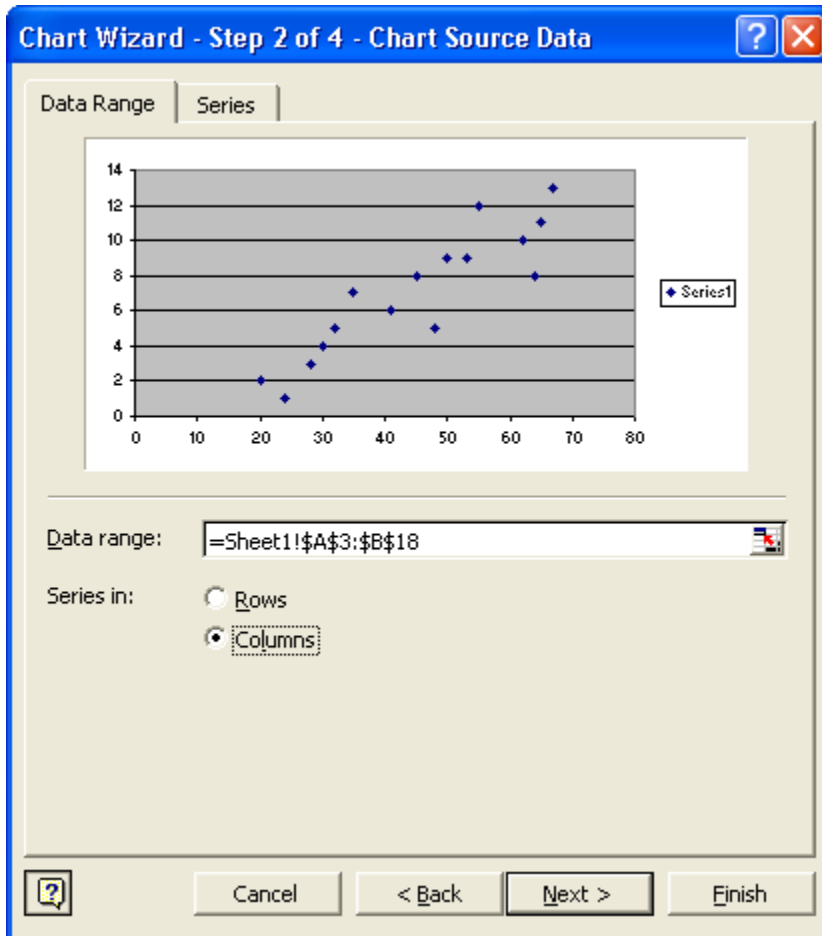 Chart Wizard - Step 2 of 4 - Chart Source Data
Data Range
Series
14
12
10
8
6
4
2
0
0 10 20 30 40 50 60 70 80
Series1
Data range:
=Sheet1!$A$3:$B$18
Series in:
Rows
Columns
Cancel
< Back
Next >
Finish